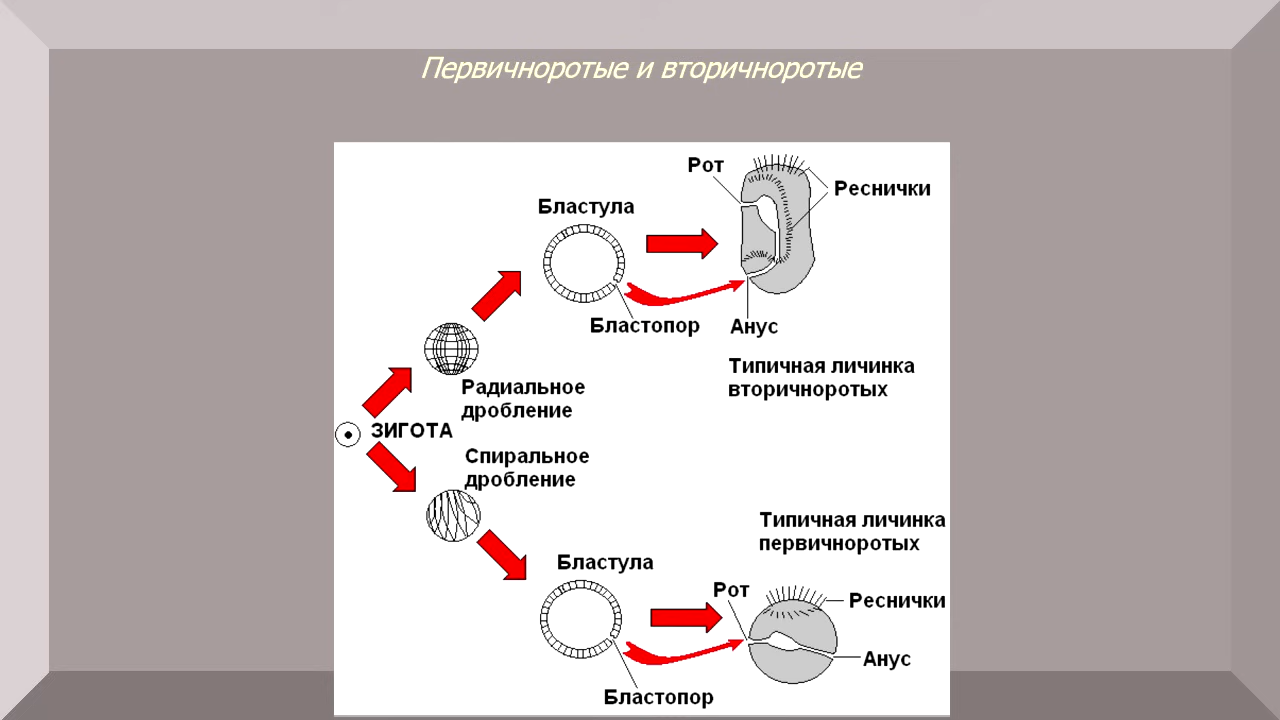 Первичноротые и вторичноротые
Рот
Реснички
Бластула
Бластопор
Анус
Типичная личинка
вторичноротых
Радиальное
дробление
ЗИГОТА
Спиральное
дробление
Типичная личинка
первичноротых
Бластула
Рот
Реснички
Анус
Бластопор